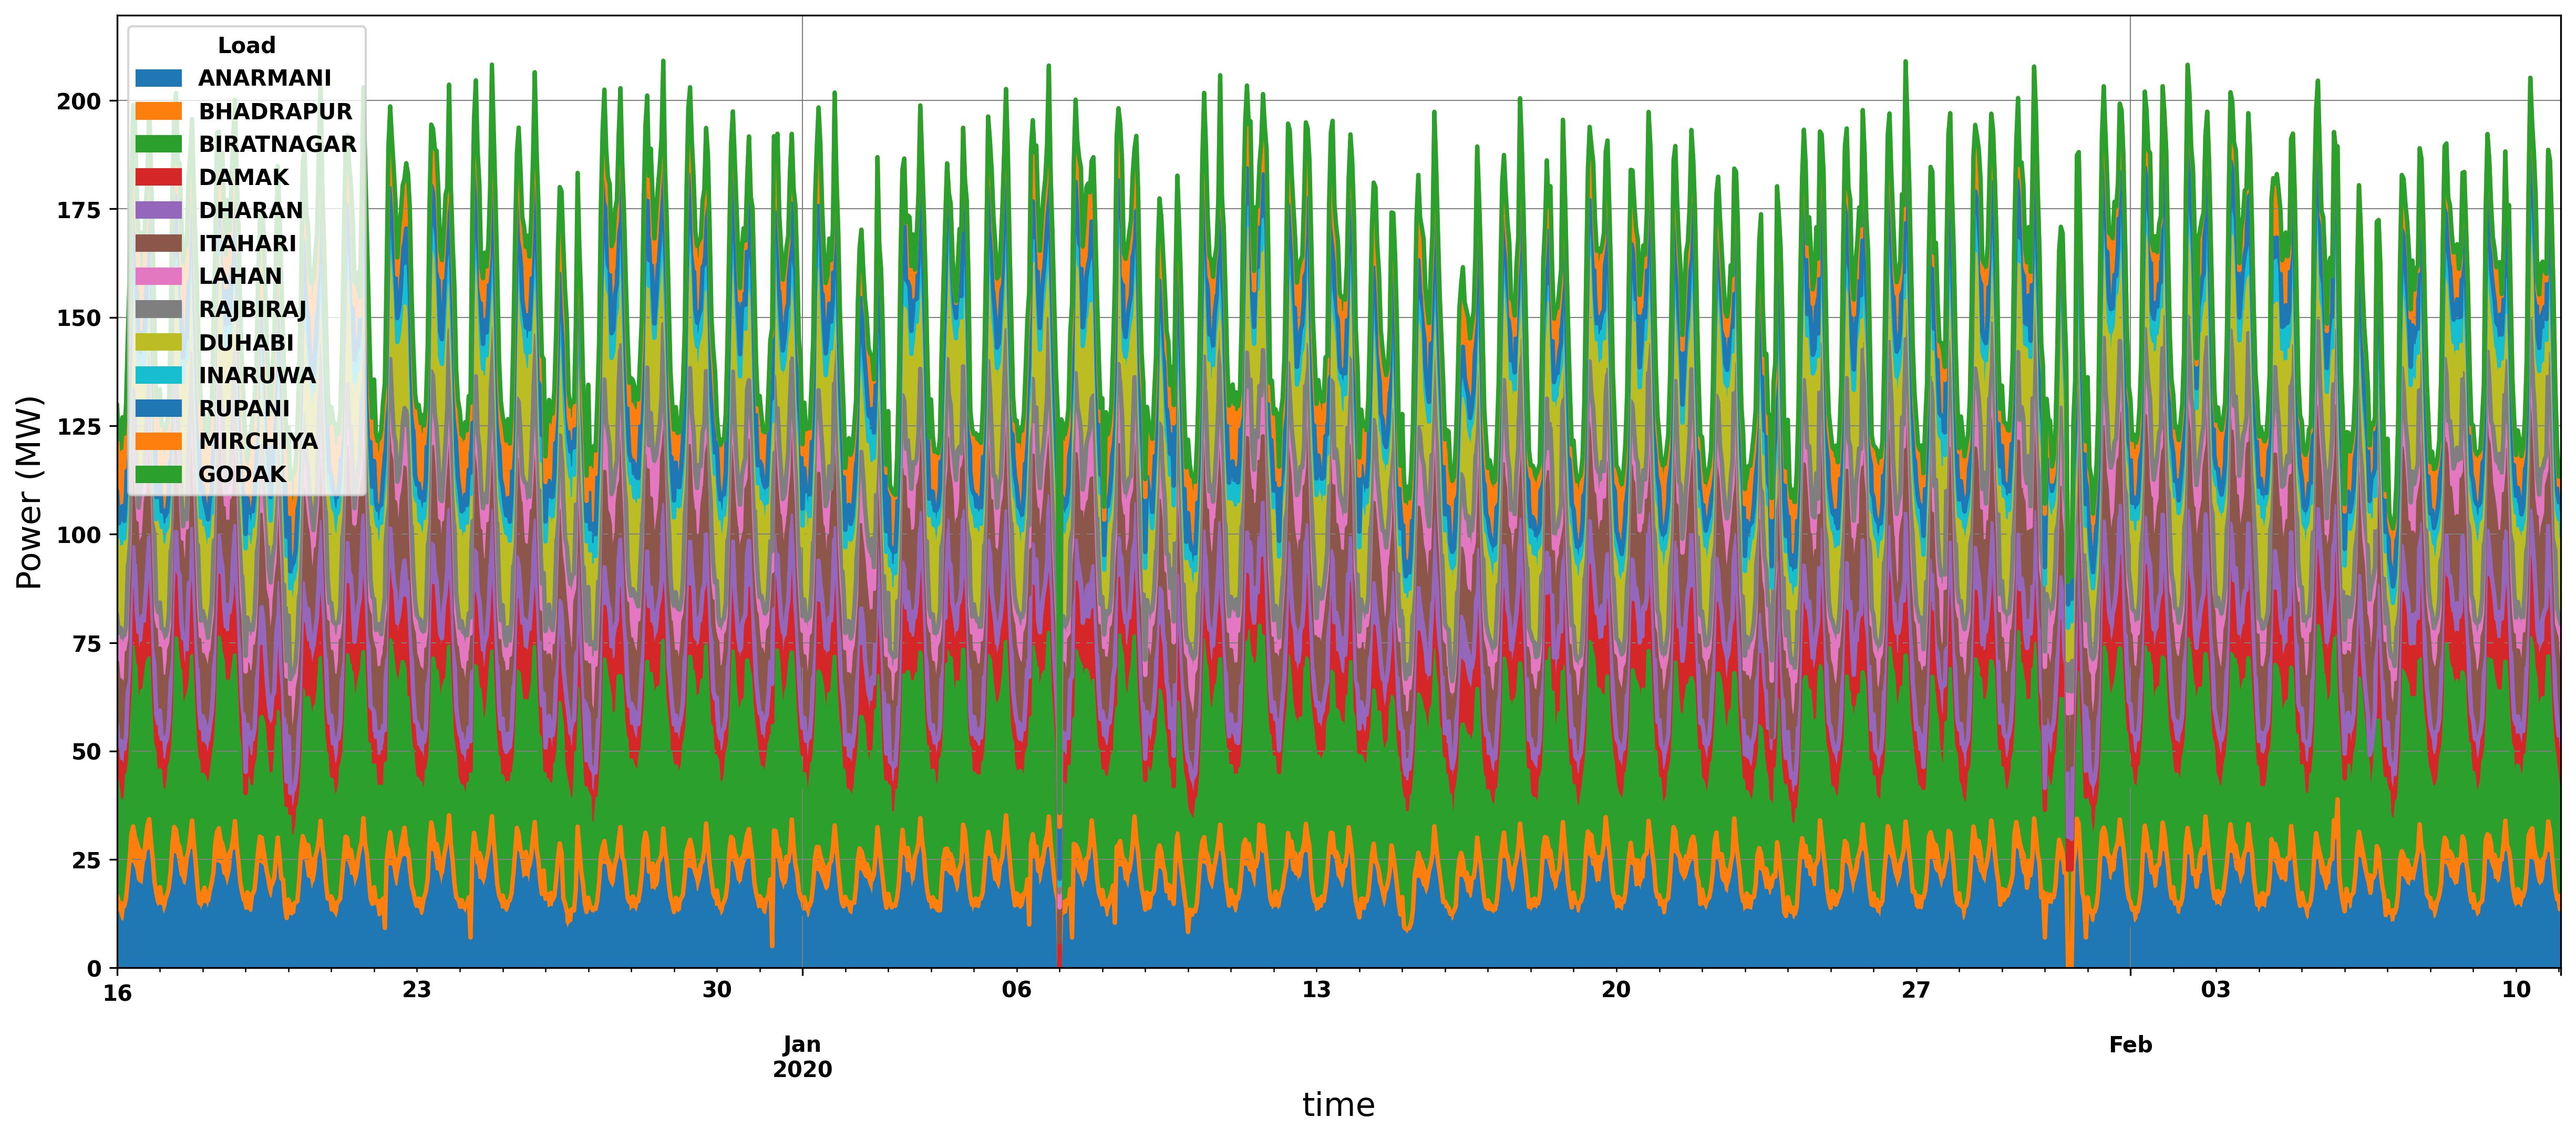 Load
ANARMANI
BHADRAPUR
BIRATNAGAR
DAMAK
DHARAN
ITAHARI
LAHAN
RAJBIRAJ
DUHABI
INARUWA
RUPANI
MIRCHIYA
GODAK
Power (MW)
200
175
150
125
100
75
50
25
0
16 23 30 06 13 20 27 03 10
Jan Feb
2020
time